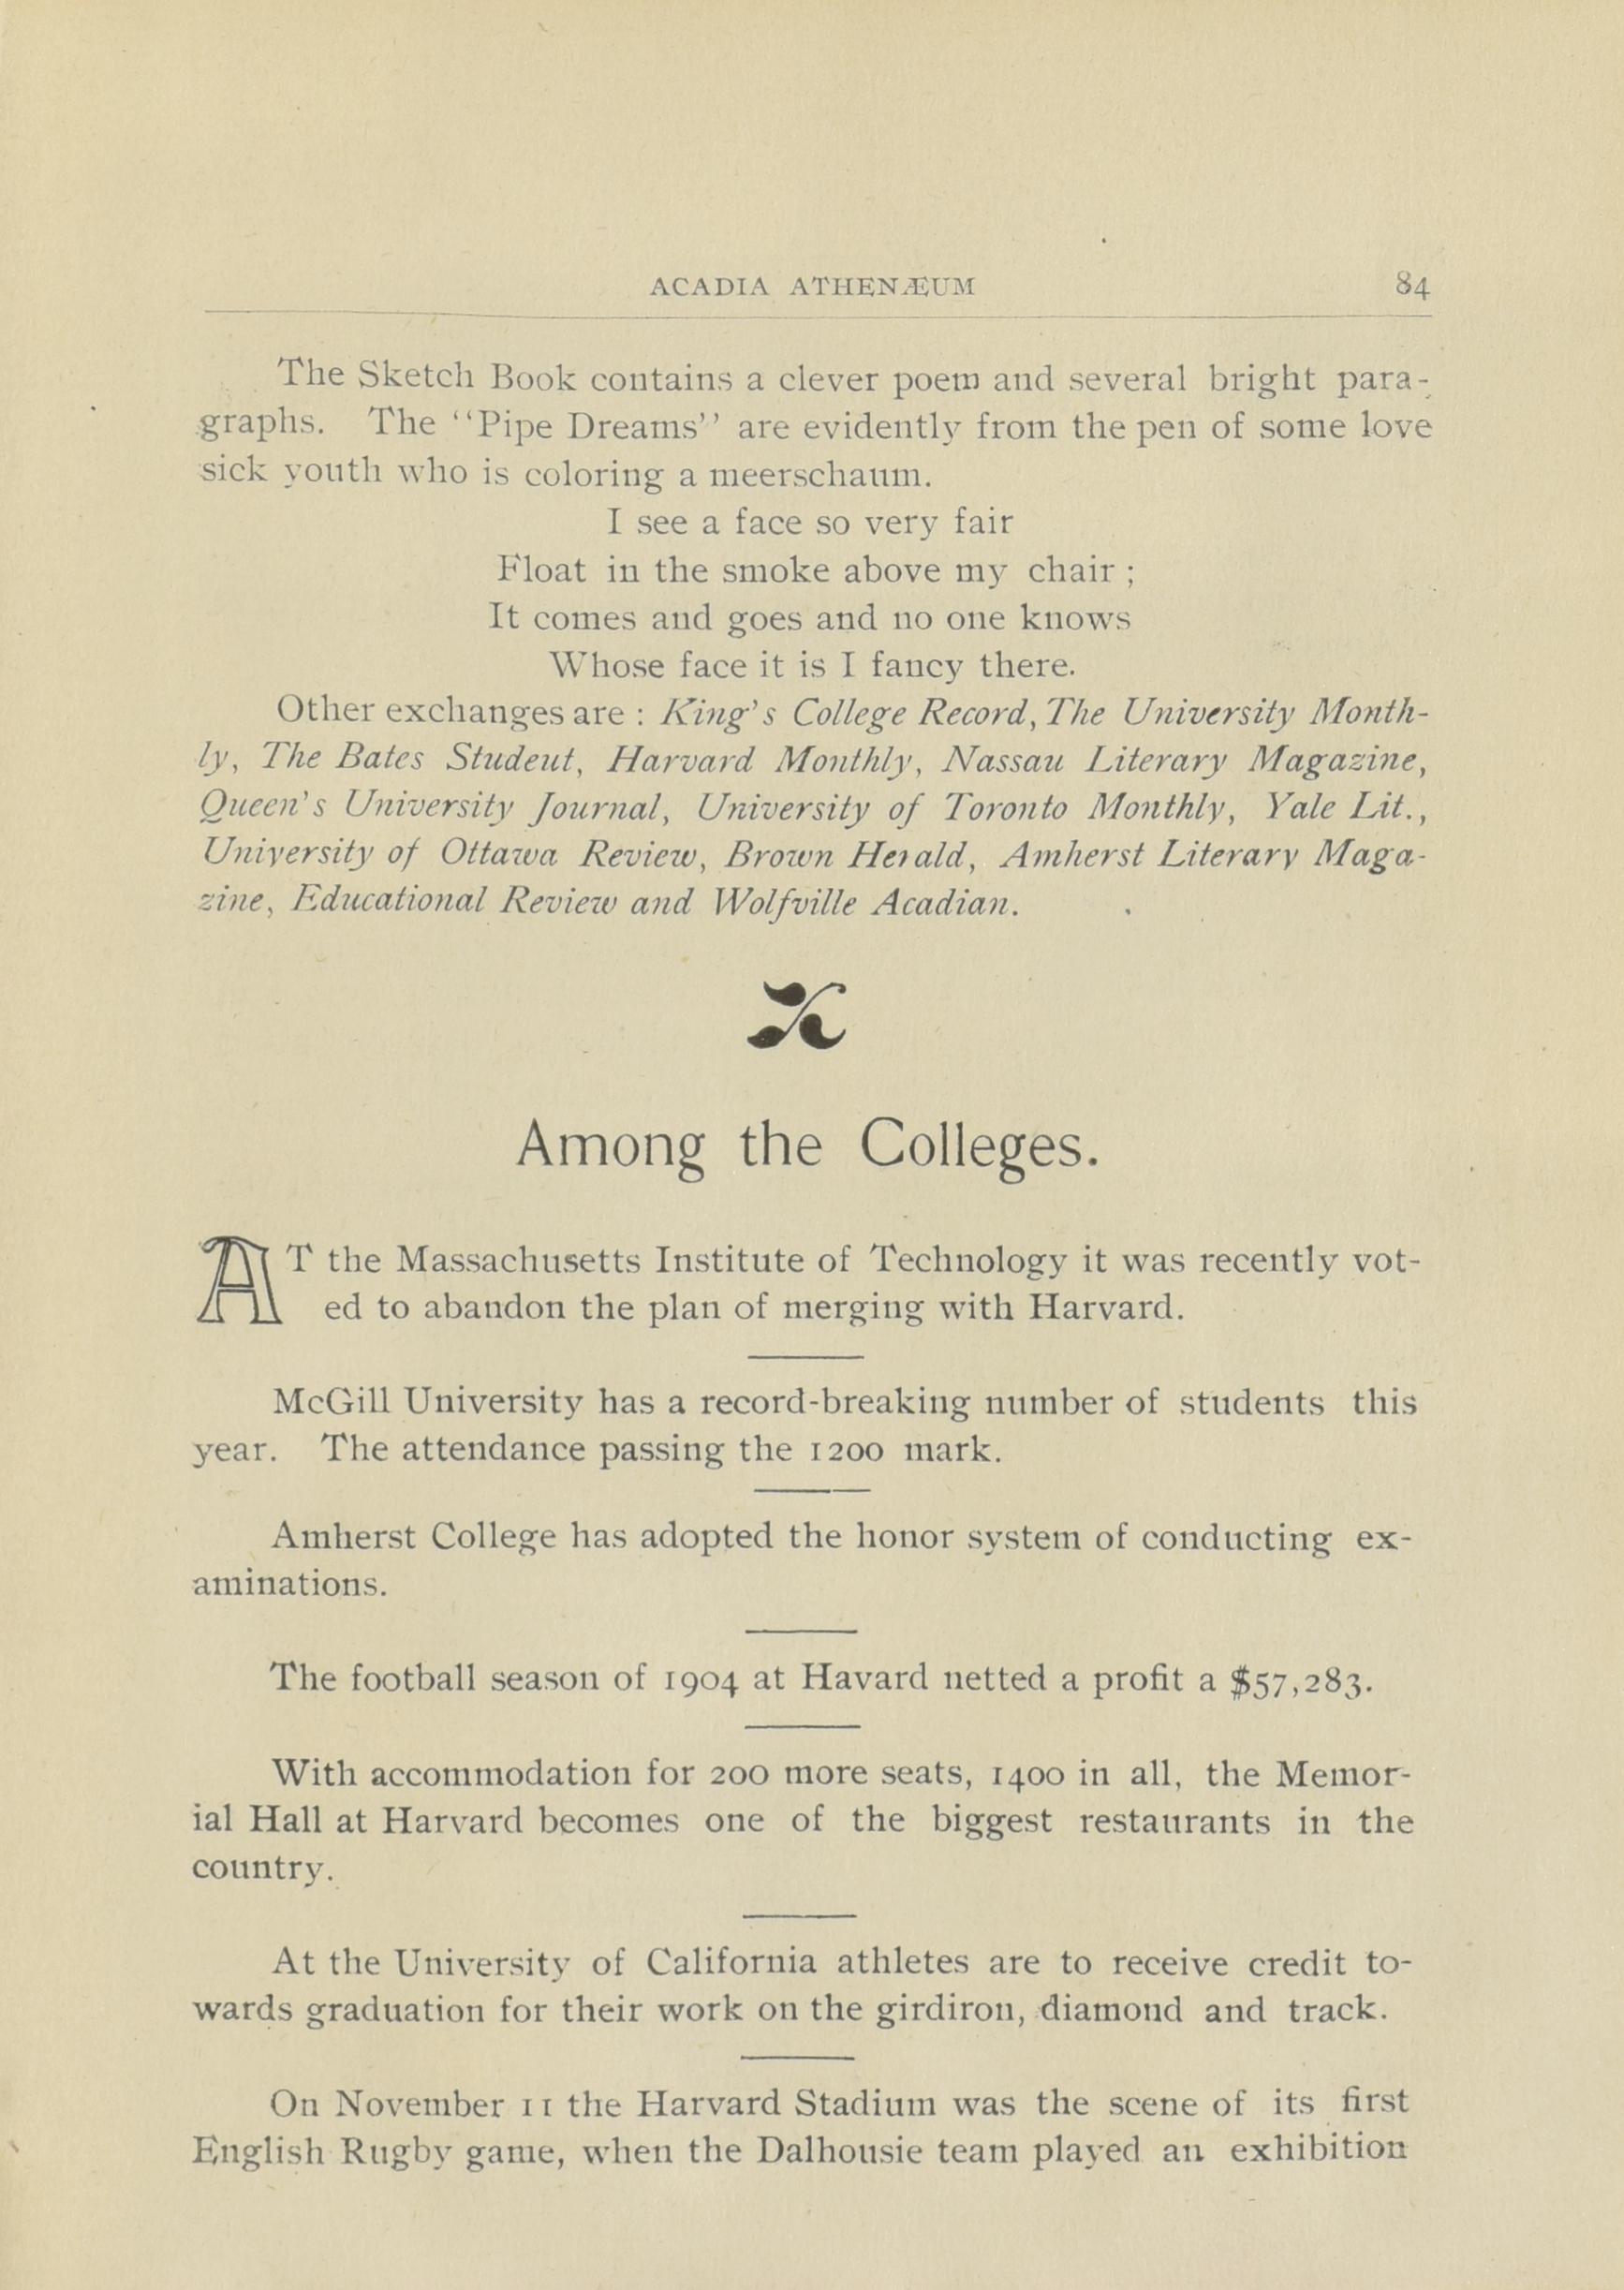 ACADIA ATHENÆUM 84
The Sketch Book contains a clever poem and several bright para-
graphs. The "Pipe Dreams" are evidently from the pen of some love
sick youth who is coloring a meerschaum.
I see a face so very fair
Float in the smoke above my chair ;
It comes and goes and no one knows
Whose face it is I fancy there.
Other exchanges are : King's College Record, The University Month-
ly, The Bates Student, Harvard Monthly, Nassau Literary Magazine,
Queen's University Journal, University of Toronto Monthly, Yale Lit.,
University of Ottawa Review, Brown Herald, Amherst Literary Maga-
zine, Educational Review and Wolfville Acadian.
Among the Colleges.
AT the Massachusetts Institute of Technology it was recently vot-
ed to abandon the plan of merging with Harvard.
McGill University has a record-breaking number of students this
year. The attendance passing the 1200 mark.
Amherst College has adopted the honor system of conducting ex-
aminations.
The football season of 1904 at Havard netted a profit a $57,283.
With accommodation for 200 more seats, 1400 in all, the Memor-
ial Hall at Harvard becomes one of the biggest restaurants in the
country.
At the University of California athletes are to receive credit to-
wards graduation for their work on the girdiron, diamond and track.
On November 11 the Harvard Stadium was the scene of its first
English Rugby game, when the Dalhousie team played an exhibition